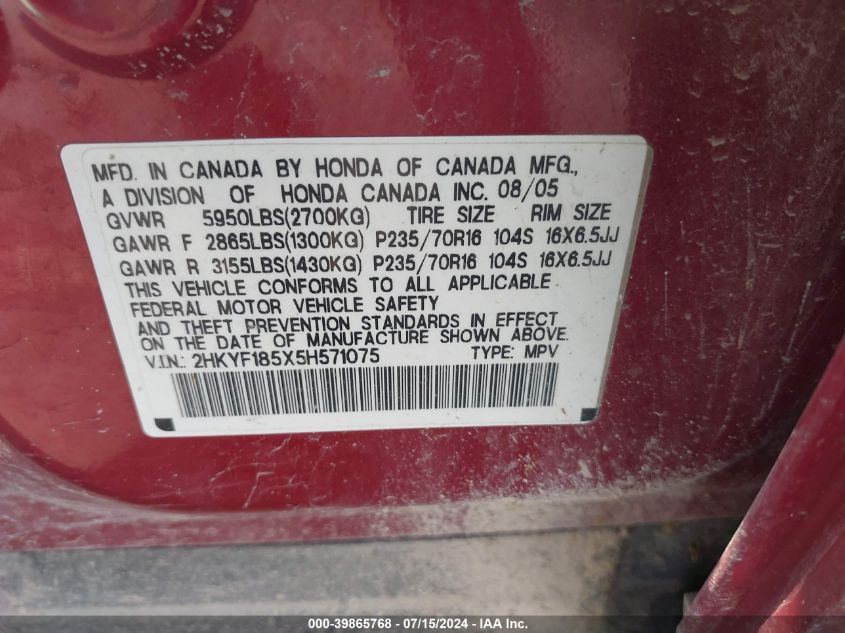 MFD. IN CANADA BY HONDA OF CANADA MFG.,
A DIVISION OF HONDA CANADA INC. 08/05
GVWR 5950LBS(2700KG) TIRE SIZE RIM SIZE
GAWR F 2865LBS(1300KG) P235/70R16 104S 16X6.5JJ
GAWR R 3155LBS(1430KG) P235/70R16 104S 16X6.5JJ
THIS VEHICLE CONFORMS TO ALL APPLICABLE
FEDERAL MOTOR VEHICLE SAFETY
AND THEFT PREVENTION STANDARDS IN EFFECT
ON THE DATE OF MANUFACTURE SHOWN ABOVE.
V.I.N.: 2HKYF185X5H571075 TYPE: MPV
000-39865768 - 07/15/2024 - IAA Inc.